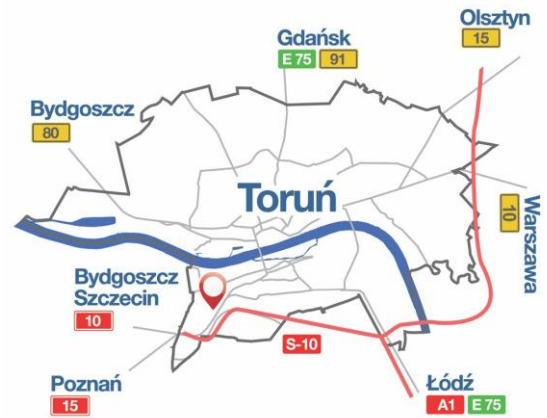 Olsztyn
15
Gdańsk
E 75 91
Bydgoszcz
80
Toruń
10
Warszawa
Bydgoszcz
Szczecin
10
S-10
Poznań
15
Łódź
A1 E 75